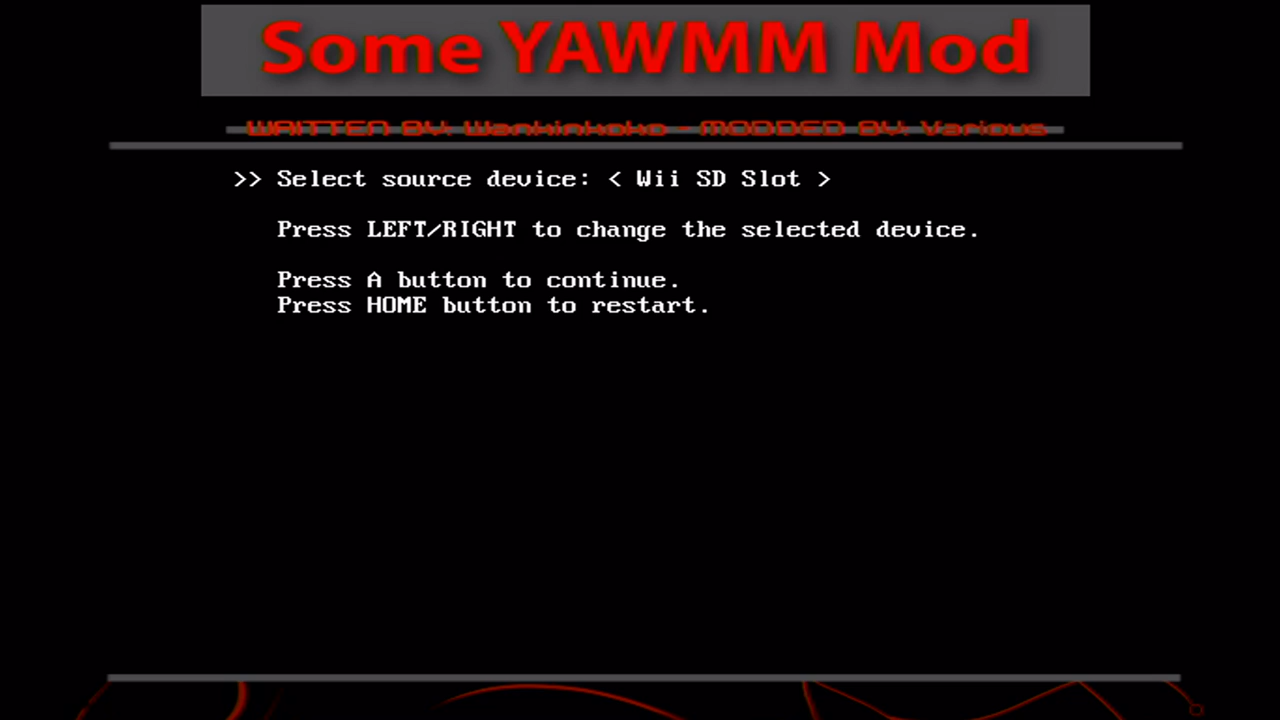 Some YAWMM Mod
WRITTEN BY: Wankinkoko - MODDED BY: Various
>> Select source device: < Wii SD Slot >
Press LEFT/RIGHT to change the selected device.
Press A button to continue.
Press HOME button to restart.